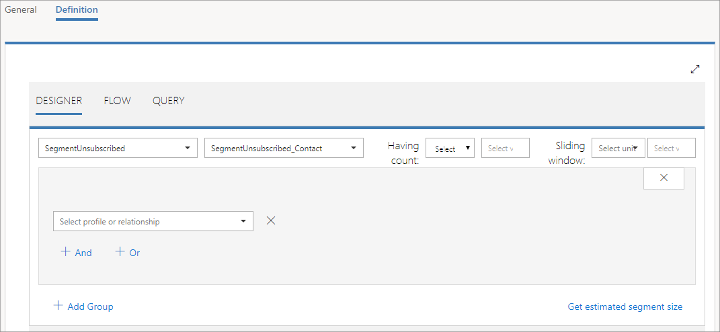 General Definition
DESIGNER FLOW QUERY
SegmentUnsubscribed SegmentUnsubscribed_Contact Having count: Select Select v Sliding window: Select unit Select v
Select profile or relationship
And Or
Add Group Get estimated segment size